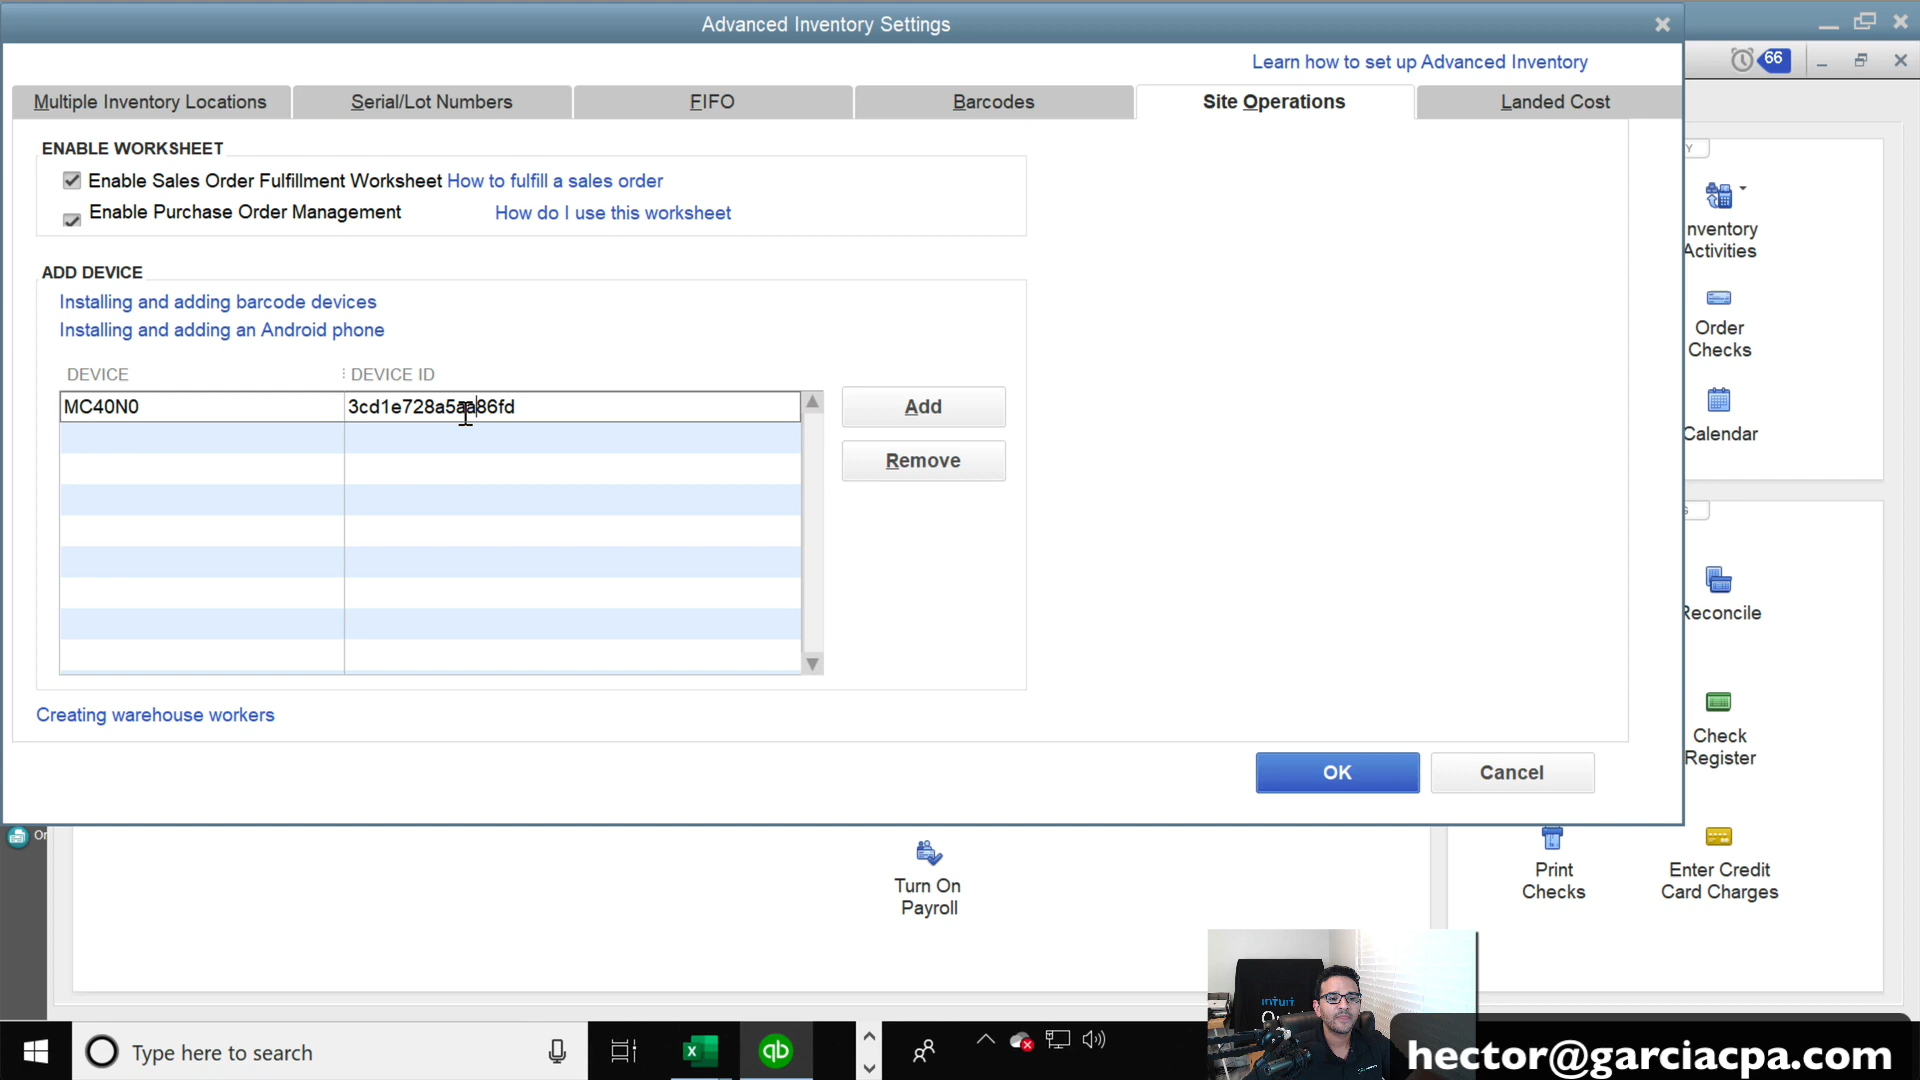 Advanced Inventory Settings
Learn how to set up Advanced Inventory
66
Multiple Inventory Locations
Serial/Lot Numbers
FIFO
Barcodes
Site Operations
Landed Cost
ENABLE WORKSHEET
Enable Sales Order Fulfillment Worksheet How to fulfill a sales order
Enable Purchase Order Management How do I use this worksheet
ADD DEVICE
Installing and adding barcode devices
Installing and adding an Android phone
DEVICE
DEVICE ID
MC40N0
3cd1e728a5aa86fd
Add
Remove
Creating warehouse workers
OK
Cancel
Y
nventory
Activities
Order
Checks
Calendar
Reconcile
Check
Register
Print
Checks
Enter Credit
Card Charges
Or
Turn On
Payroll
intuit
Type here to search
X
qb
hector@garciacpa.com